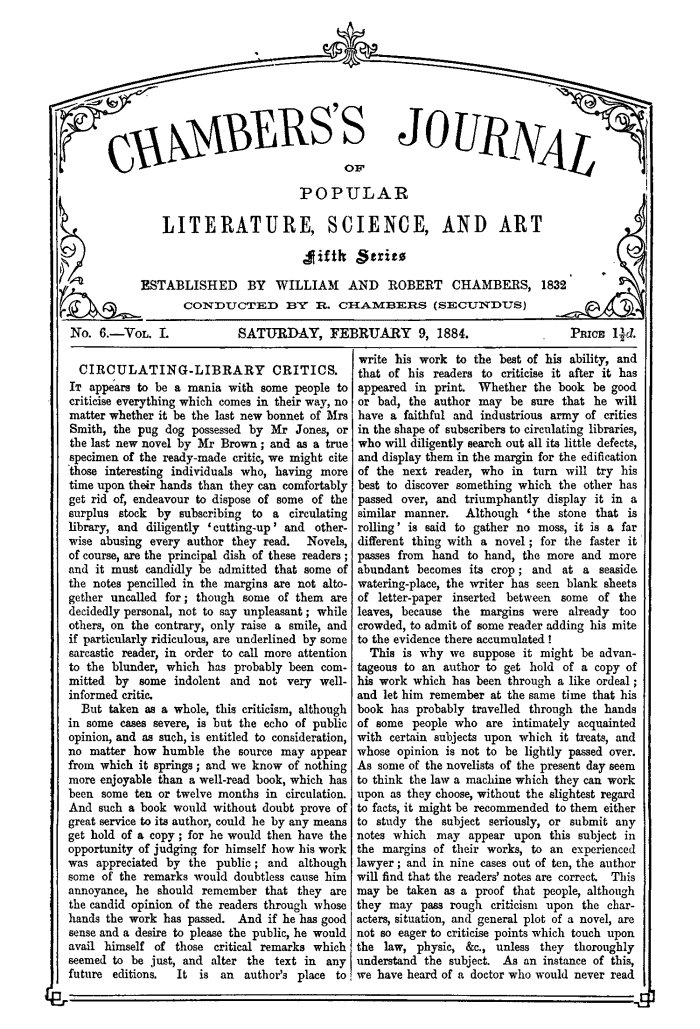 CHAMBERS'S JOURNAL
OF
POPULAR
LITERATURE, SCIENCE, AND ART
Fifth Series
ESTABLISHED BY WILLIAM AND ROBERT CHAMBERS, 1832
CONDUCTED BY R. CHAMBERS (SECUNDUS)
No. 6.—Vol. I.
SATURDAY, FEBRUARY 9, 1884.
Price 1½d.
CIRCULATING-LIBRARY CRITICS.
It appears to be a mania with some people to
criticise everything which comes in their way, no
matter whether it be the last new bonnet of Mrs
Smith, the pug dog possessed by Mr Jones, or
the last new novel by Mr Brown; and as a true
specimen of the ready-made critic, we might cite
those interesting individuals who, having more
time upon their hands than they can comfortably
get rid of, endeavour to dispose of some of the
surplus stock by subscribing to a circulating
library, and diligently 'cutting-up' and other-
wise abusing every author they read. Novels,
of course, are the principal dish of these readers;
and it must candidly be admitted that some of
the notes pencilled in the margins are not alto-
gether uncalled for; though some of them are
decidedly personal, not to say unpleasant; while
others, on the contrary, only raise a smile, and
if particularly ridiculous, are underlined by some
sarcastic reader, in order to call more attention
to the blunder, which has probably been com-
mitted by some indolent and not very well-
informed critic.
But taken as a whole, this criticism, although
in some cases severe, is but the echo of public
opinion, and as such, is entitled to consideration,
no matter how humble the source may appear
from which it springs; and we know of nothing
more enjoyable than a well-read book, which has
been some ten or twelve months in circulation.
And such a book would without doubt prove of
great service to its author, could he by any means
get hold of a copy; for he would then have the
opportunity of judging for himself how his work
was appreciated by the public; and although
some of the remarks would doubtless cause him
annoyance, he should remember that they are
the candid opinion of the readers through whose
hands the work has passed. And if he has good
sense and a desire to please the public, he would
avail himself of those critical remarks which
seemed to be just, and alter the text in any
future editions. It is an author's place to
write his work to the best of his ability, and
that of his readers to criticise it after it has
appeared in print. Whether the book be good
or bad, the author may be sure that he will
have a faithful and industrious army of critics
in the shape of subscribers to circulating libraries,
who will diligently search out all its little defects,
and display them in the margin for the edification
of the next reader, who in turn will try his
best to discover something which the other has
passed over, and triumphantly display it in a
similar manner. Although 'the stone that is
rolling' is said to gather no moss, it is a far
different thing with a novel; for the faster it
passes from hand to hand, the more and more
abundant becomes its crop; and at a seaside
watering-place, the writer has seen blank sheets
of letter-paper inserted between some of the
leaves, because the margins were already too
crowded, to admit of some reader adding his mite
to the evidence there accumulated!
This is why we suppose it might be advan-
tageous to an author to get hold of a copy of
his work which has been through a like ordeal;
and let him remember at the same time that his
book has probably travelled through the hands
of some people who are intimately acquainted
with certain subjects upon which it treats, and
whose opinion is not to be lightly passed over.
As some of the novelists of the present day seem
to think the law a machine which they can work
upon as they choose, without the slightest regard
to facts, it might be recommended to them either
to study the subject seriously, or submit any
notes which may appear upon this subject in
the margins of their works, to an experienced
lawyer; and in nine cases out of ten, the author
will find that the readers' notes are correct. This
may be taken as a proof that people, although
they may pass rough criticism upon the char-
acters, situation, and general plot of a novel, are
not so eager to criticise points which touch upon
the law, physic, &c., unless they thoroughly
understand the subject. As an instance of this,
we have heard of a doctor who would never read